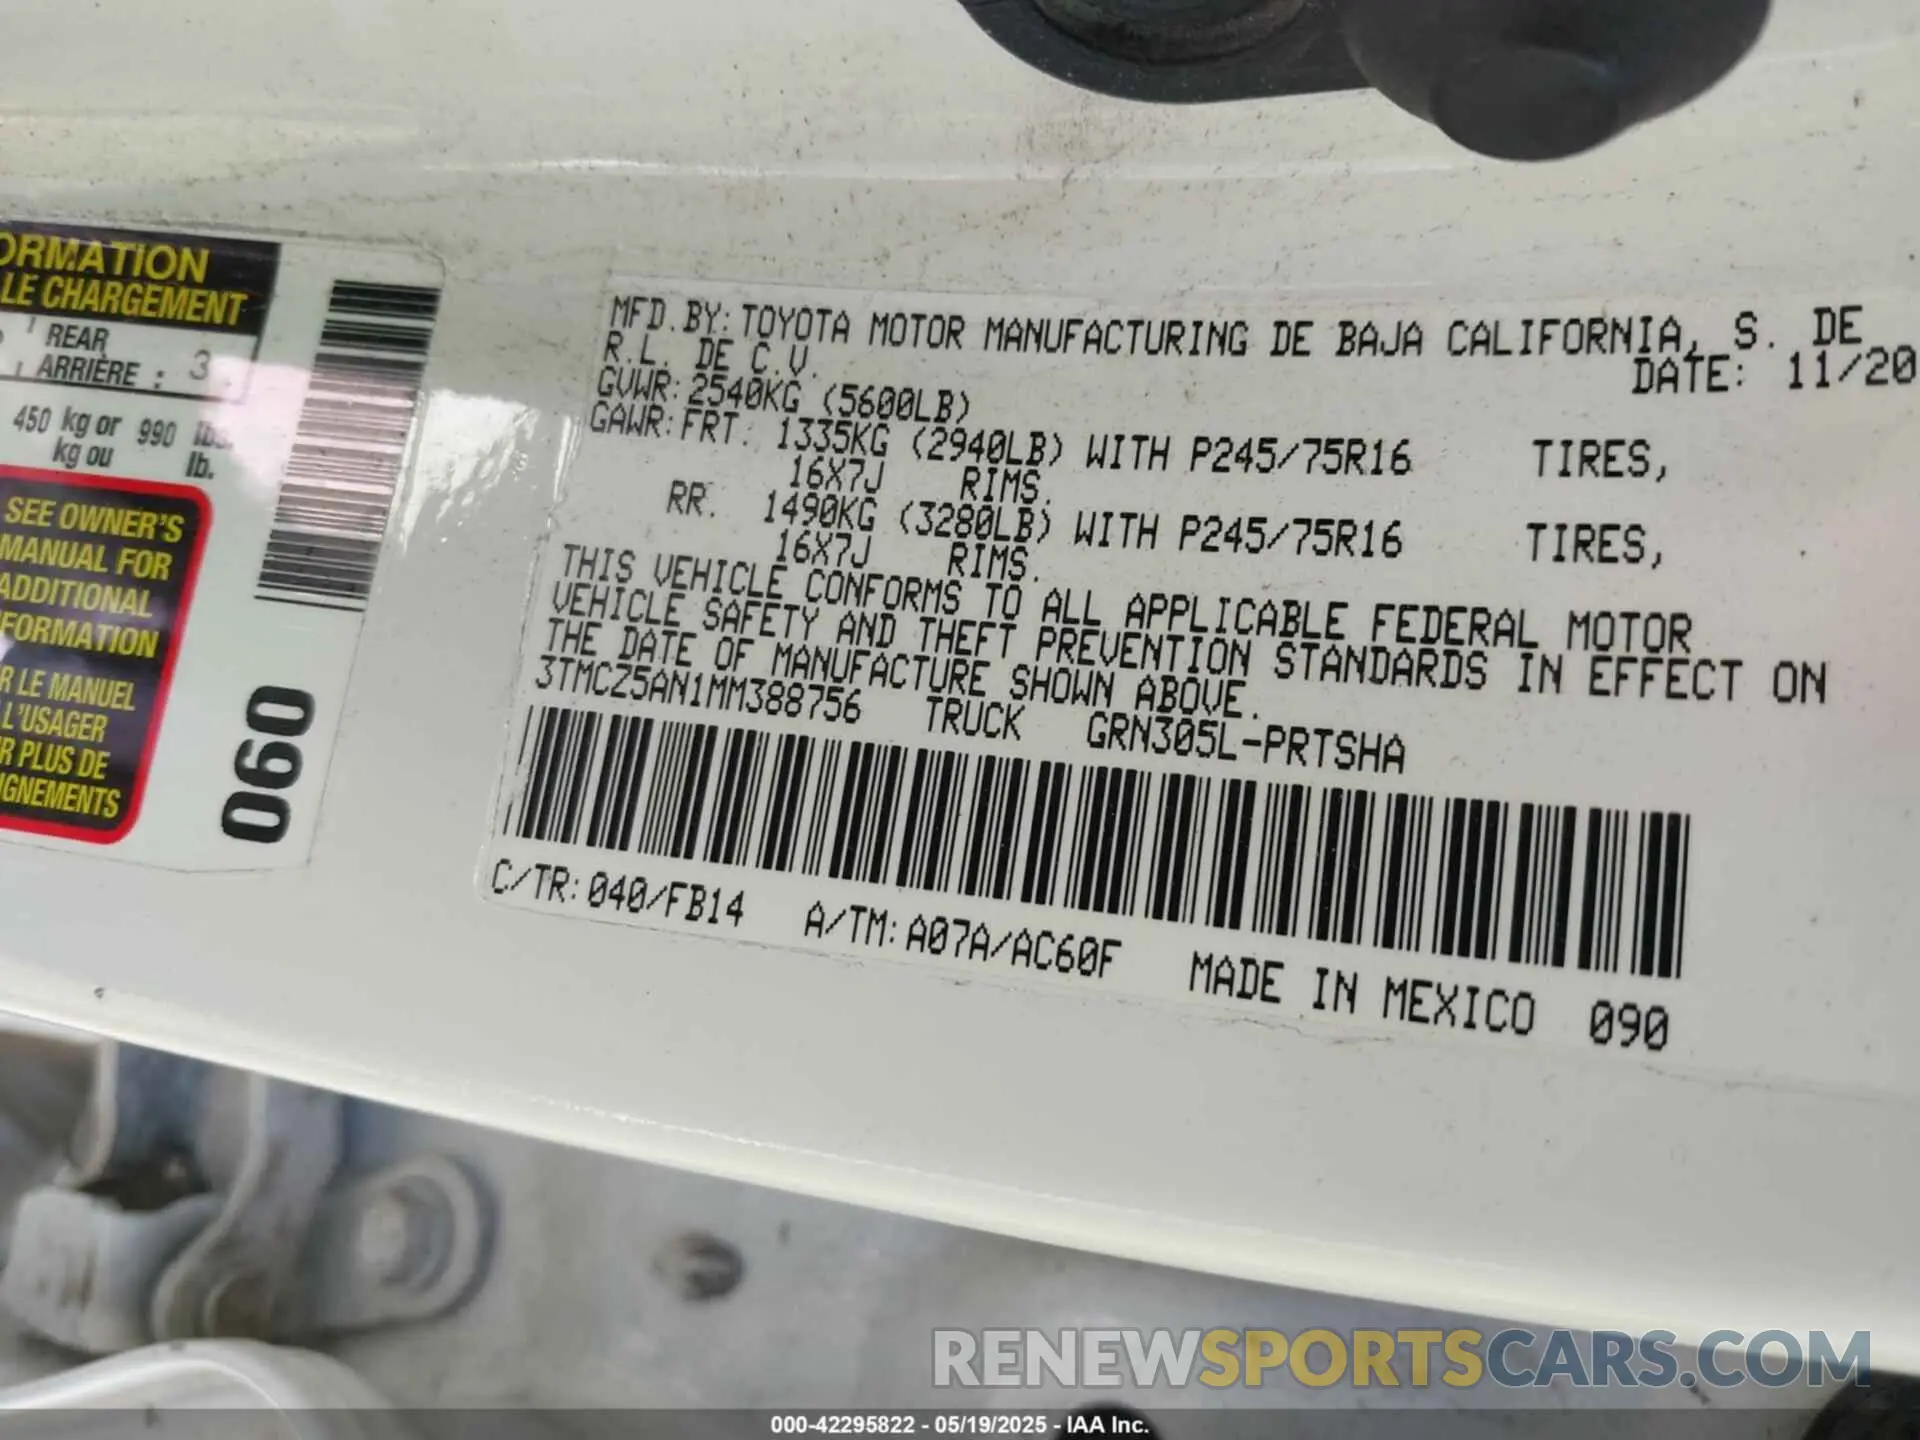 ORMATION
LE CHARGEMENT
REAR
ARRIÈRE : 3
450 kg or 990 lbs.
kg ou lb.
SEE OWNER'S
MANUAL FOR
ADDITIONAL
FORMATION
R LE MANUEL
L'USAGER
R PLUS DE
IGNEMENTS
060
MFD. BY: TOYOTA MOTOR MANUFACTURING DE BAJA CALIFORNIA, S. DE
R.L. DE C.V. DATE: 11/20
GVWR: 2540KG (5600LB)
GAWR: FRT. 1335KG (2940LB) WITH P245/75R16 TIRES,
16X7J RIMS.
RR. 1490KG (3280LB) WITH P245/75R16 TIRES,
16X7J RIMS.
THIS VEHICLE CONFORMS TO ALL APPLICABLE FEDERAL MOTOR
VEHICLE SAFETY AND THEFT PREVENTION STANDARDS IN EFFECT ON
THE DATE OF MANUFACTURE SHOWN ABOVE.
3TMCZ5AN1MM388756 TRUCK GRN305L-PRTSHA
C/TR: 040/FB14 A/TM: A07A/AC60F MADE IN MEXICO 090
RENEWSPORTSCARS.COM
000-42295822 - 05/19/2025 - IAA Inc.